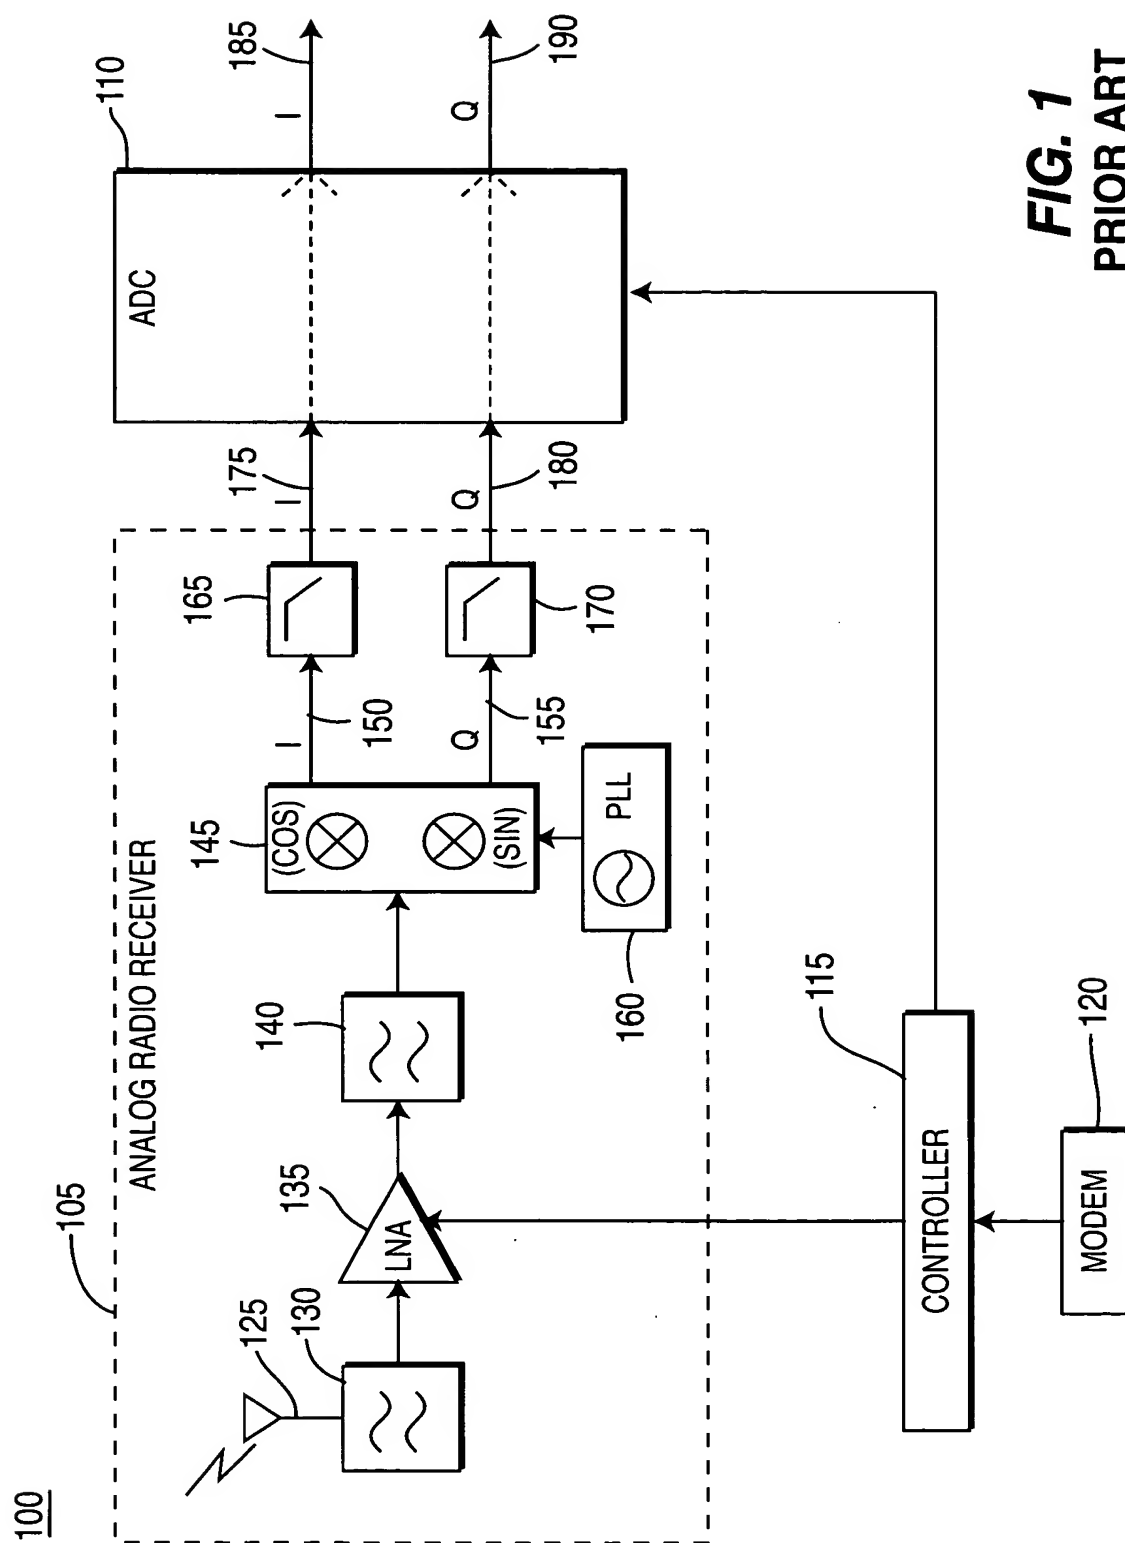 100
105
ANALOG RADIO RECEIVER
125
130
LNA
135
140
145
(COS)
(SIN)
PLL
160
I
150
Q
155
165
170
I
175
Q
180
ADC
110
I
185
Q
190
CONTROLLER
115
MODEM
120
FIG. 1
PRIOR ART